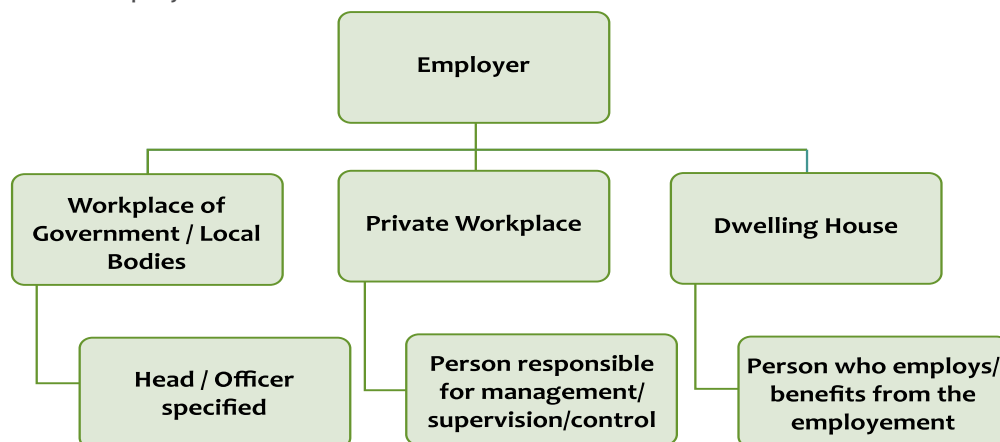 Employer
Workplace of
Government / Local
Bodies
Private Workplace
Dwelling House
Head / Officer
specified
Person responsible
for management/
supervision/control
Person who employs/
benefits from the
employement